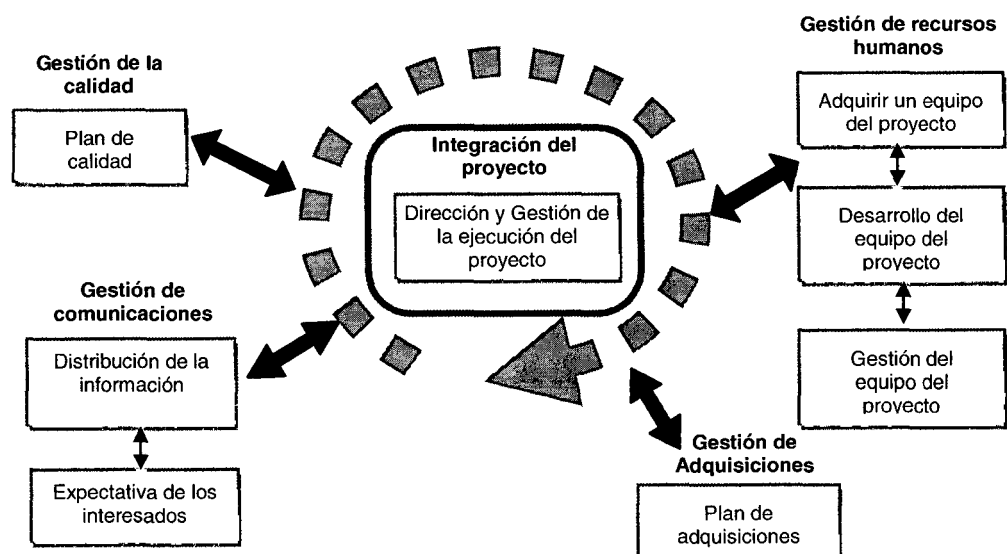 Gestión de la
calidad
Plan de
calidad
Gestión de
comunicaciones
Distribución de la
información
Expectativa de los
interesados
Integración del
proyecto
Dirección y Gestión de
la ejecución del
proyecto
Gestión de recursos
humanos
Adquirir un equipo
del proyecto
Desarrollo del
equipo del
proyecto
Gestión del
equipo del
proyecto
Gestión de
Adquisiciones
Plan de
adquisiciones